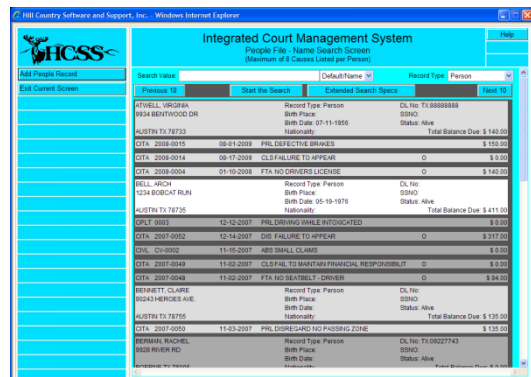 Hill Country Software and Support, Inc. - Windows Internet Explorer
HCSS
Integrated Court Management System
People File - Name Search Screen
(Maximum of 8 Causes Listed per Person)
Help
Add People Record
Exit Current Screen
Search Value: Default/Name Record Type: Person
Previous 10 Start the Search Extended Search Specs Next 10
ATWELL, VIRGINIA Record Type: Person DL No: TX:88888888
9934 BENTWOOD DR Birth Place: SSNO:
Birth Date: 07-11-1956 Status: Alive
AUSTIN TX 78733 Nationality: Total Balance Due: $ 140.00
CITA 2008-0015 08-01-2009 PRL DEFECTIVE BRAKES $ 150.00
CITA 2008-0014 08-17-2009 CLS FAILURE TO APPEAR O $ 0.00
CITA 2008-0004 01-10-2008 FTA NO DRIVERS LICENSE O $ 140.00
BELL, ARCH Record Type: Person DL No:
1234 BOBCAT RUN Birth Place: SSNO:
Birth Date: 05-19-1976 Status: Alive
AUSTIN TX 78735 Nationality: Total Balance Due: $ 411.00
CPLT 0003 12-12-2007 PRL DRIVING WHILE INTOXICATED $ 0.00
CITA 2007-0052 12-14-2007 DIS FAILURE TO APPEAR O $ 317.00
CIVL CV-0002 11-15-2007 ABS SMALL CLAIMS $ 0.00
CITA 2007-0049 11-02-2007 CLS FAIL TO MAINTAIN FINANCIAL RESPONSIBILIT O $ 0.00
CITA 2007-0048 11-02-2007 FTA NO SEATBELT - DRIVER O $ 94.00
BENNETT, CLAIRE Record Type: Person DL No:
80243 HEROES AVE. Birth Place: SSNO:
Birth Date: Status: Alive
AUSTIN TX 78755 Nationality: Total Balance Due: $ 135.00
CITA 2007-0050 11-03-2007 PRL DISREGARD NO PASSING ZONE $ 135.00
BERMAN, RACHEL Record Type: Person DL No: TX:09227743
9928 RIVER RD Birth Place: SSNO:
Birth Date: Status: Alive
BOERNE TX 78006 Nationality: Total Balance Due: $ 0.00